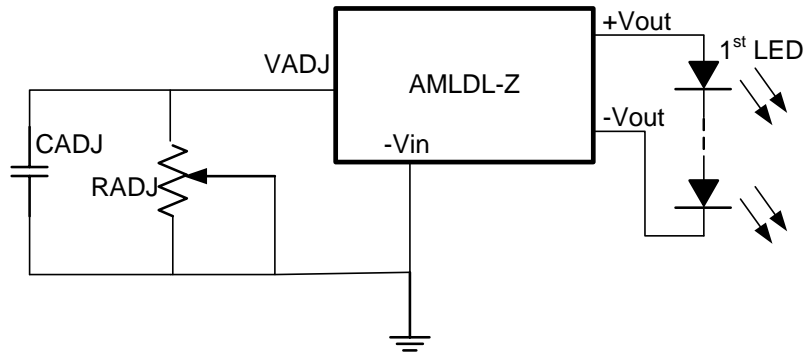 +Vout
1st LED
VADJ
AMLDL-Z
-Vout
-Vin
CADJ
RADJ